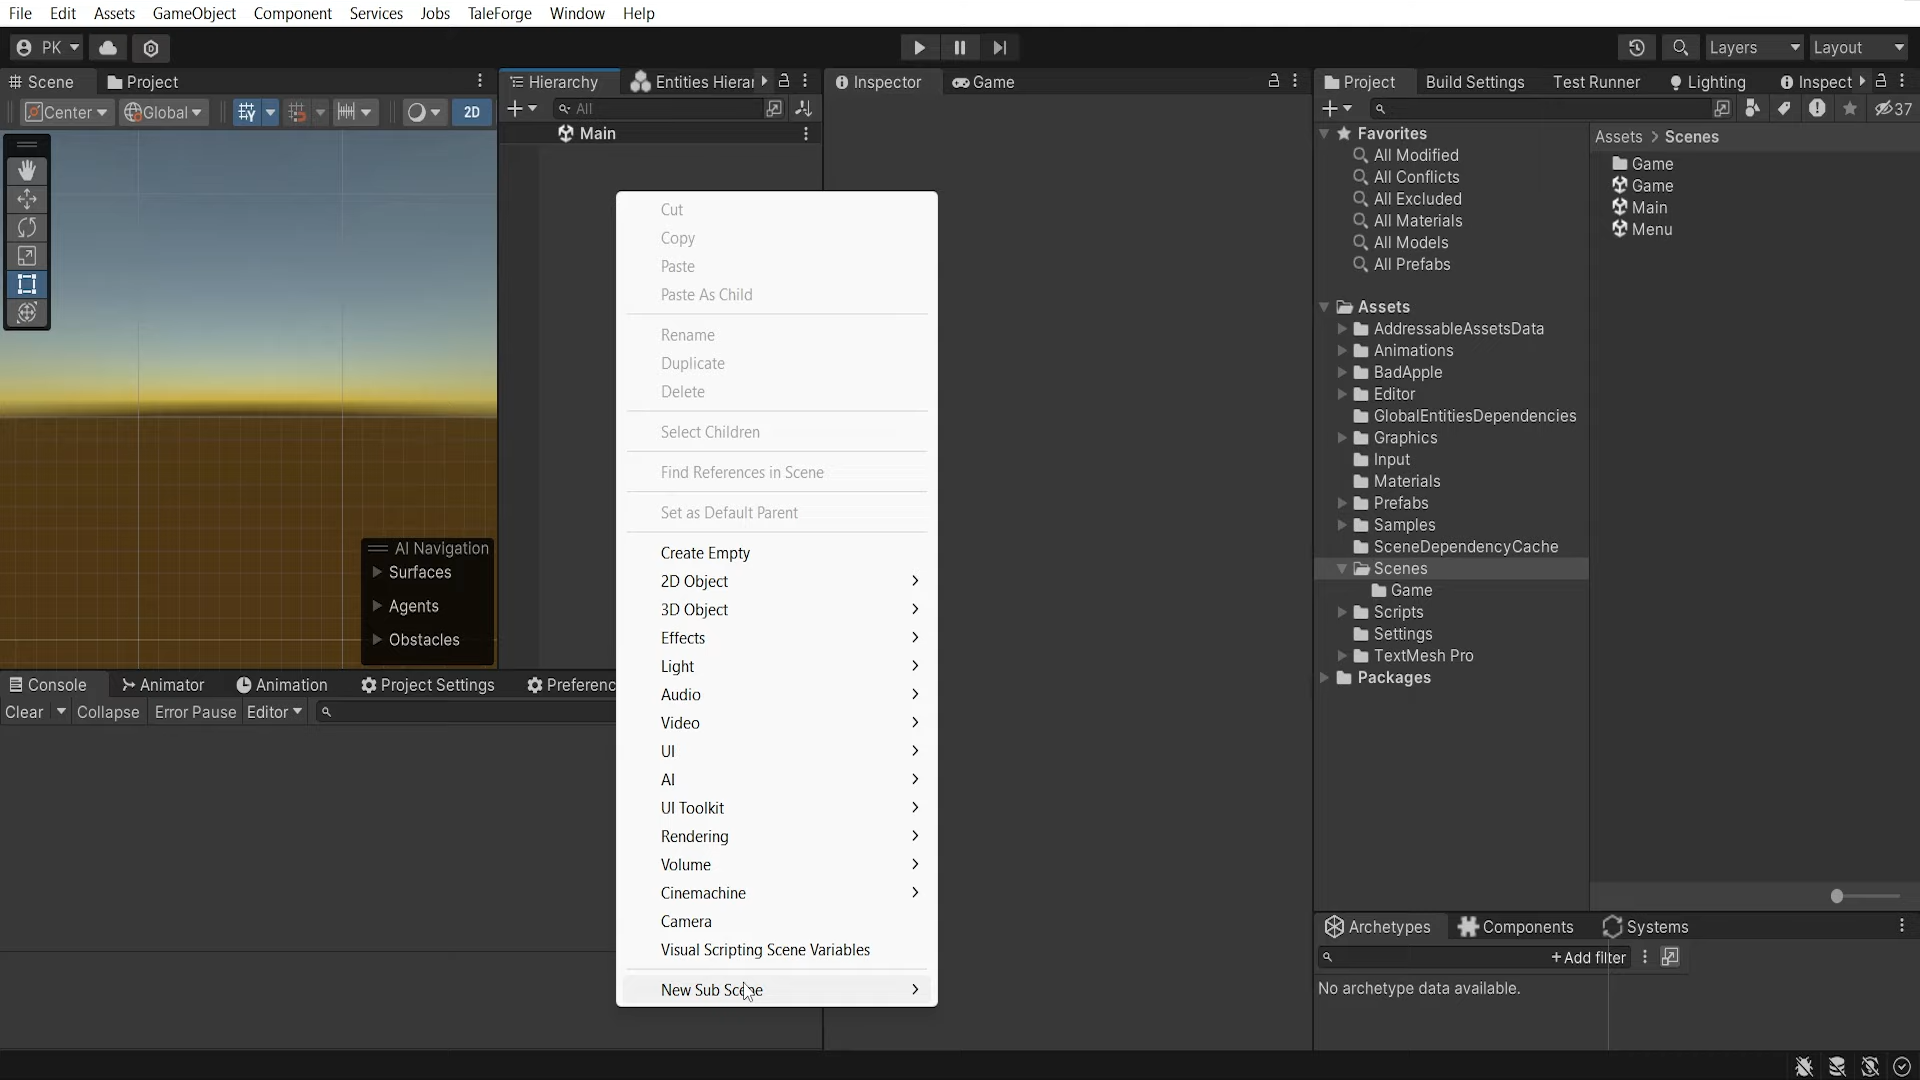 File Edit Assets GameObject Component Services Jobs TaleForge Window Help
PK Layers Layout
Scene Project Hierarchy Entities Hierar Inspector Game Project Build Settings Test Runner Lighting Inspect
Center Global 2D All 37
Main
Favorites
All Modified
All Conflicts
All Excluded
All Materials
All Models
All Prefabs
Assets
AddressableAssetsData
Animations
BadApple
Editor
GlobalEntitiesDependencies
Graphics
Input
Materials
Prefabs
Samples
SceneDependencyCache
Scenes
Game
Scripts
Settings
TextMesh Pro
Packages
Assets > Scenes
Game
Game
Main
Menu
Cut
Copy
Paste
Paste As Child
Rename
Duplicate
Delete
Select Children
Find References in Scene
Set as Default Parent
Create Empty
2D Object
3D Object
Effects
Light
Audio
Video
UI
AI
UI Toolkit
Rendering
Volume
Cinemachine
Camera
Visual Scripting Scene Variables
New Sub Scene
AI Navigation
Surfaces
Agents
Obstacles
Console Animator Animation Project Settings Preferenc
Clear Collapse Error Pause Editor
Archetypes Components Systems
+ Add filter
No archetype data available.